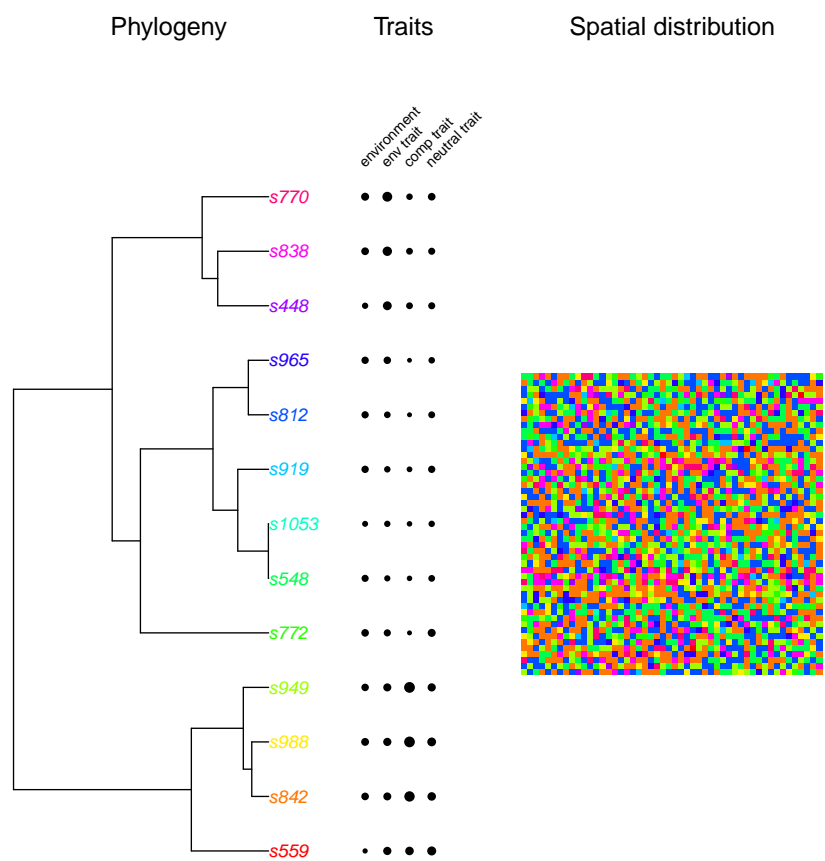 Phylogeny Traits Spatial distribution
environment
env trait
comp trait
neutral trait
s770
s838
s448
s965
s812
s919
s1053
s548
s772
s949
s988
s842
s559